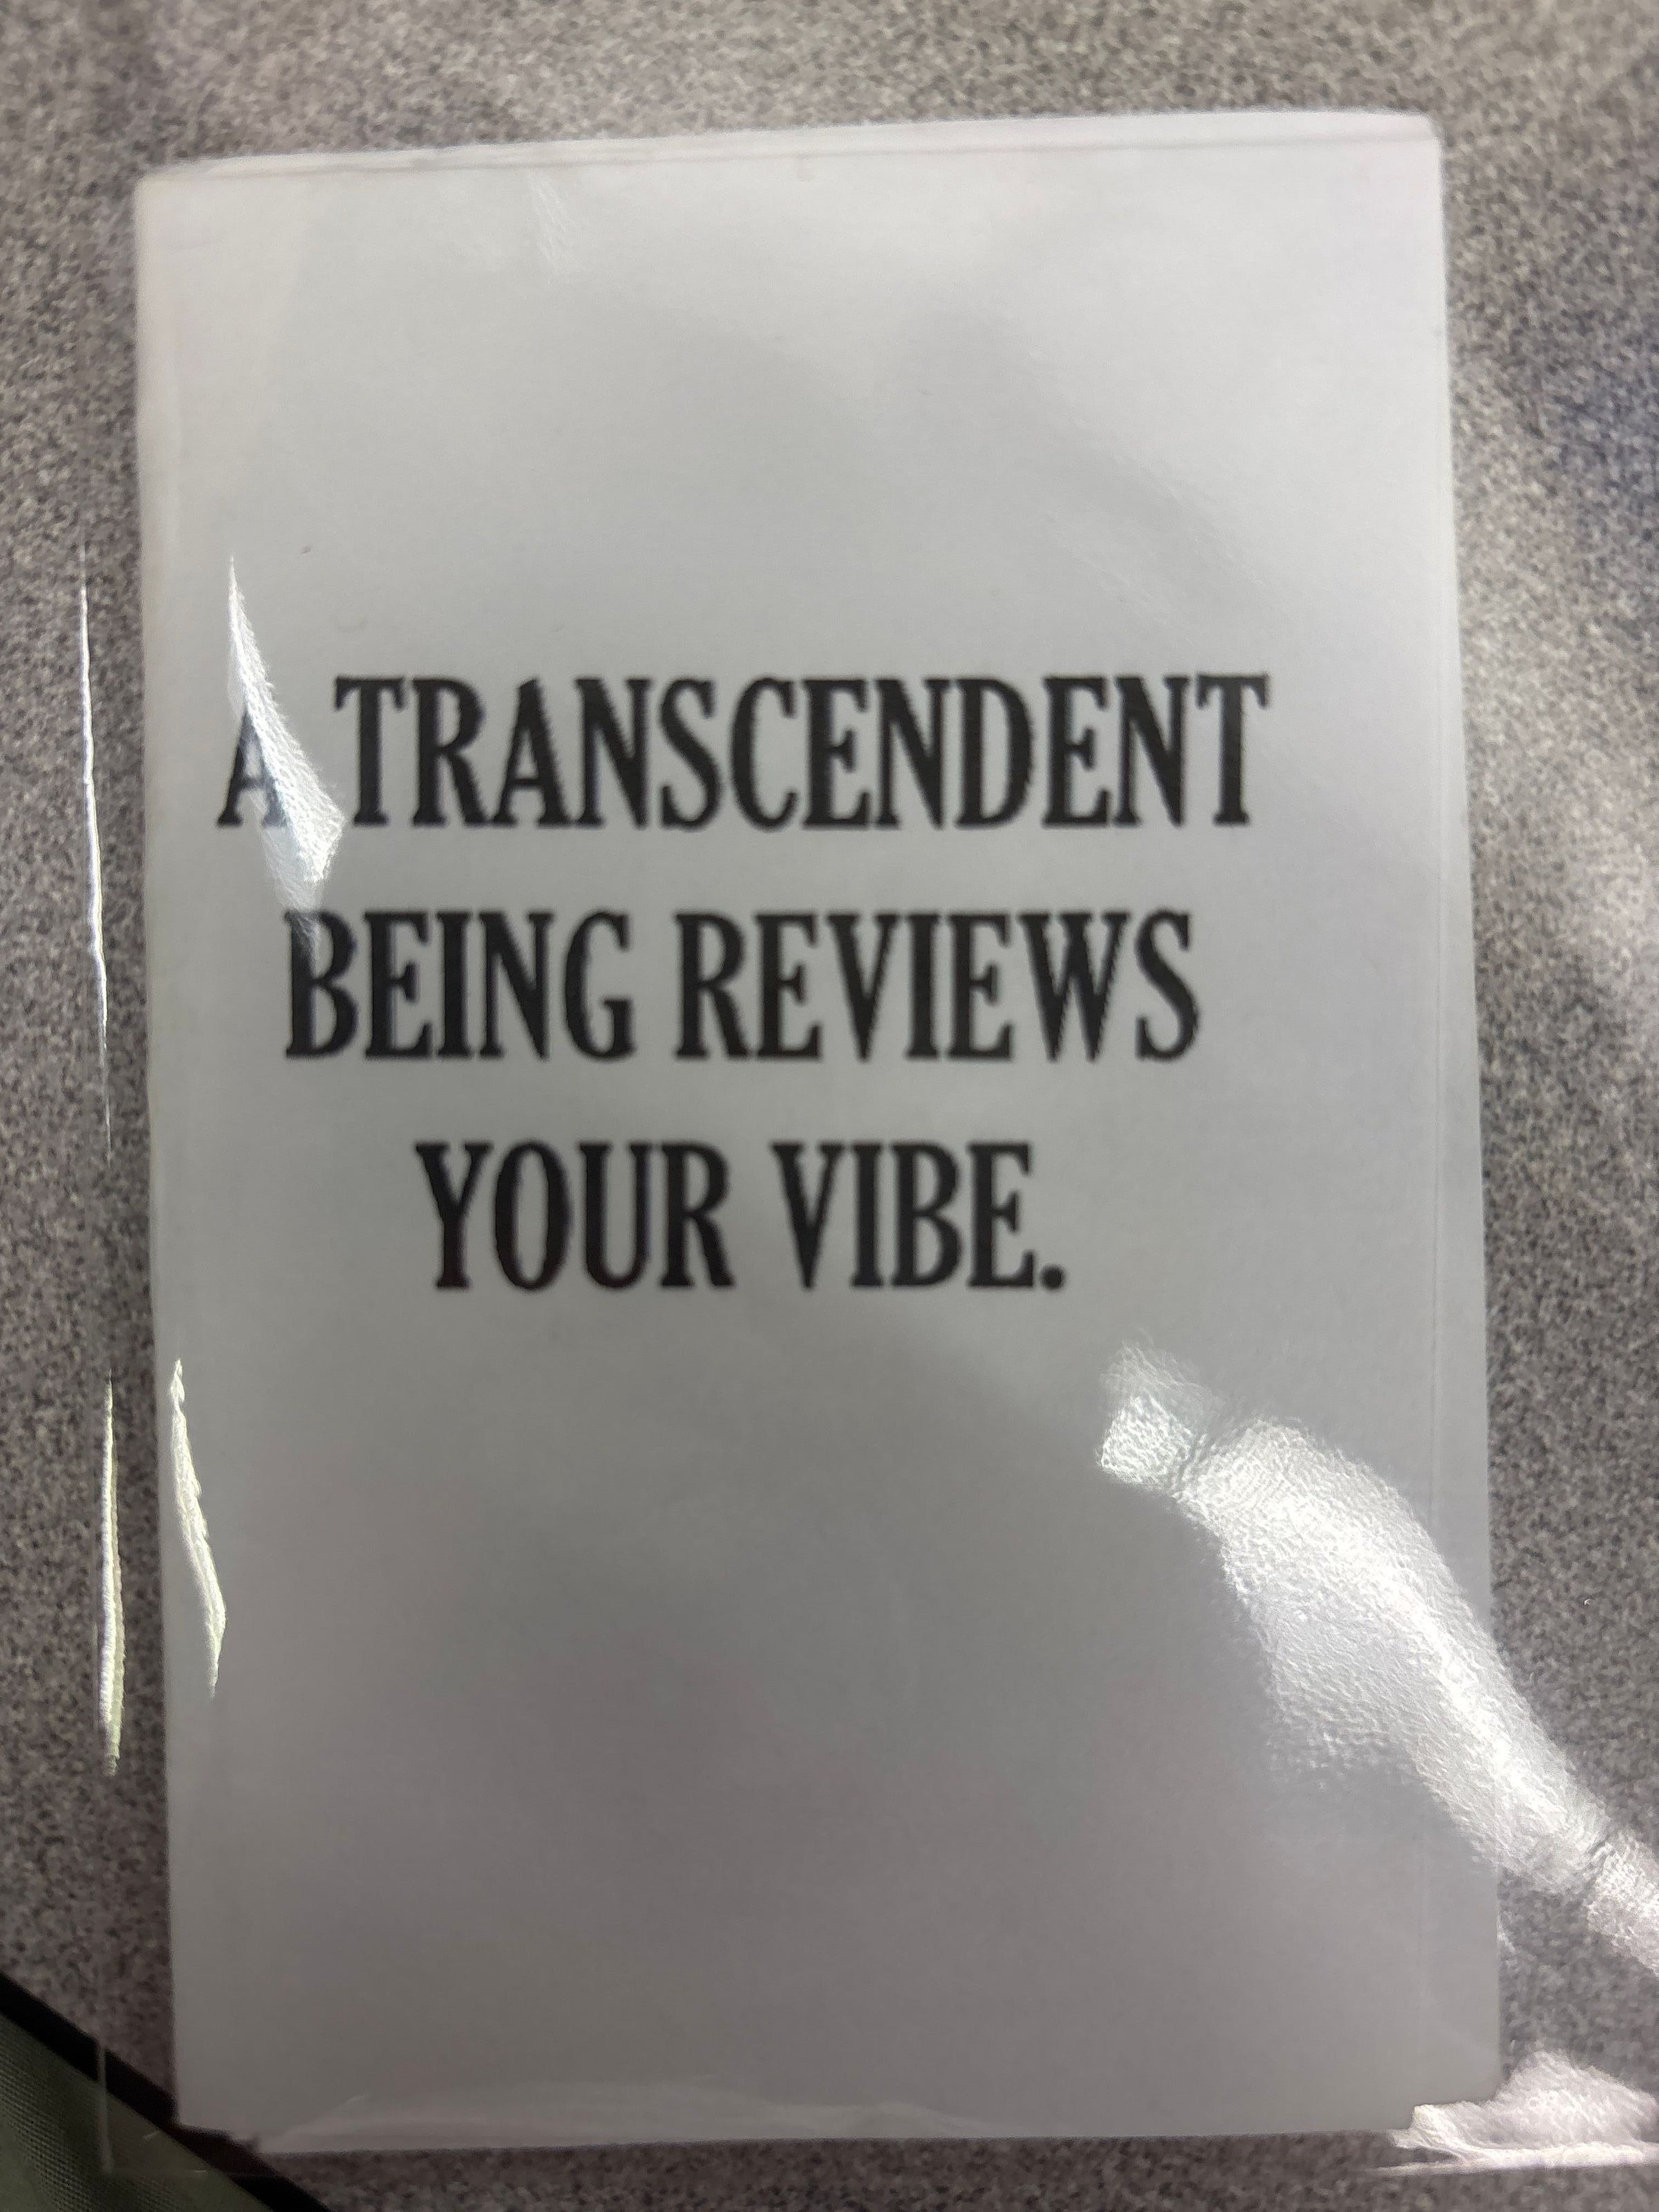 A TRANSCENDENT
BEING REVIEWS
YOUR VIBE.